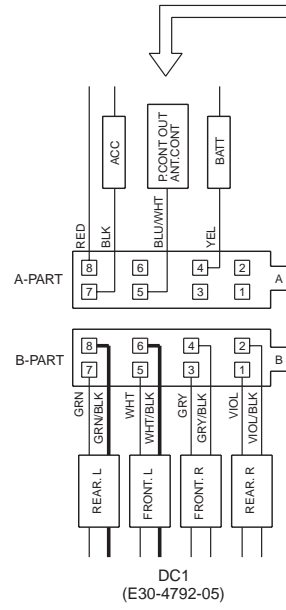 ACC
P.CONT OUT
ANT.CONT
BATT
RED
BLK
BLU/WHT
YEL
A-PART
8 6 4 2
A
7 5 3 1
B-PART
8 6 4 2
B
7 5 3 1
GRN
GRN/BLK
WHT
WHT/BLK
GRY
GRY/BLK
VIOL
VIOL/BLK
REAR. L
FRONT. L
FRONT. R
REAR. R
DC1
(E30-4792-05)